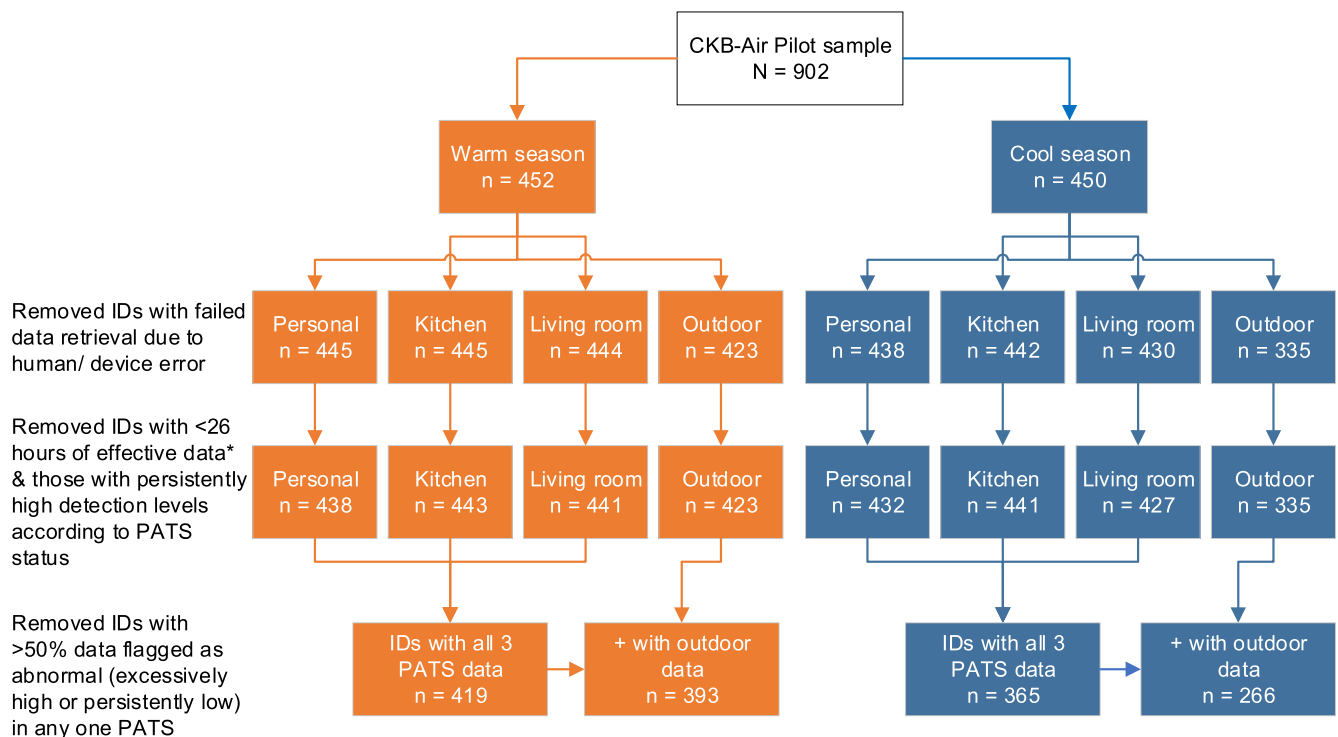 CKB-Air Pilot sample
N = 902
Warm season
n = 452
Cool season
n = 450
Removed IDs with failed
data retrieval due to
human/ device error
Personal
n = 445
Kitchen
n = 445
Living room
n = 444
Outdoor
n = 423
Personal
n = 438
Kitchen
n = 442
Living room
n = 430
Outdoor
n = 335
Removed IDs with <26
hours of effective data*
& those with persistently
high detection levels
according to PATS
status
Personal
n = 438
Kitchen
n = 443
Living room
n = 441
Outdoor
n = 423
Personal
n = 432
Kitchen
n = 441
Living room
n = 427
Outdoor
n = 335
Removed IDs with
>50% data flagged as
abnormal (excessively
high or persistently low)
in any one PATS
IDs with all 3
PATS data
n = 419
+ with outdoor
data
n = 393
IDs with all 3
PATS data
n = 365
+ with outdoor
data
n = 266